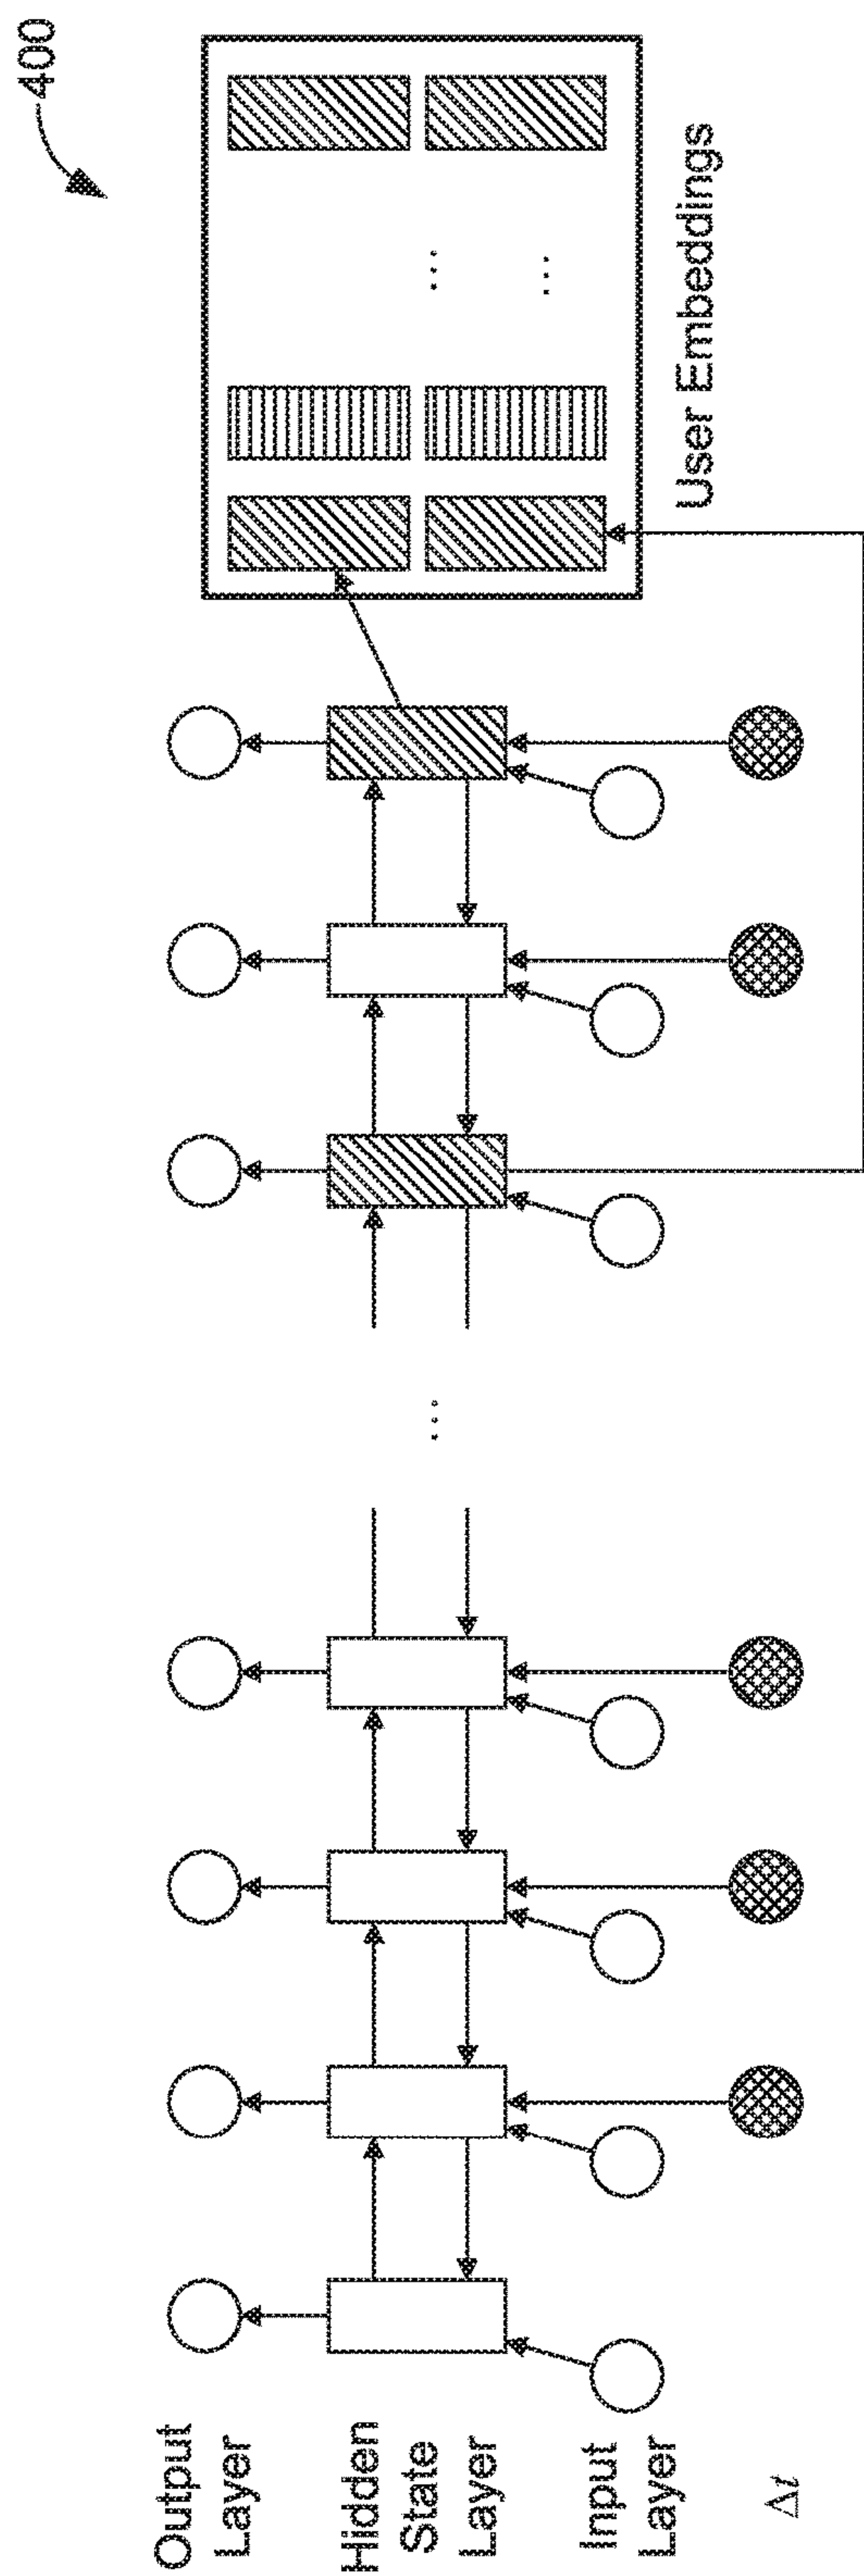 400
Output
Layer
Hidden
State
Layer
Input
Layer
Δt
...
...
...
User Embeddings